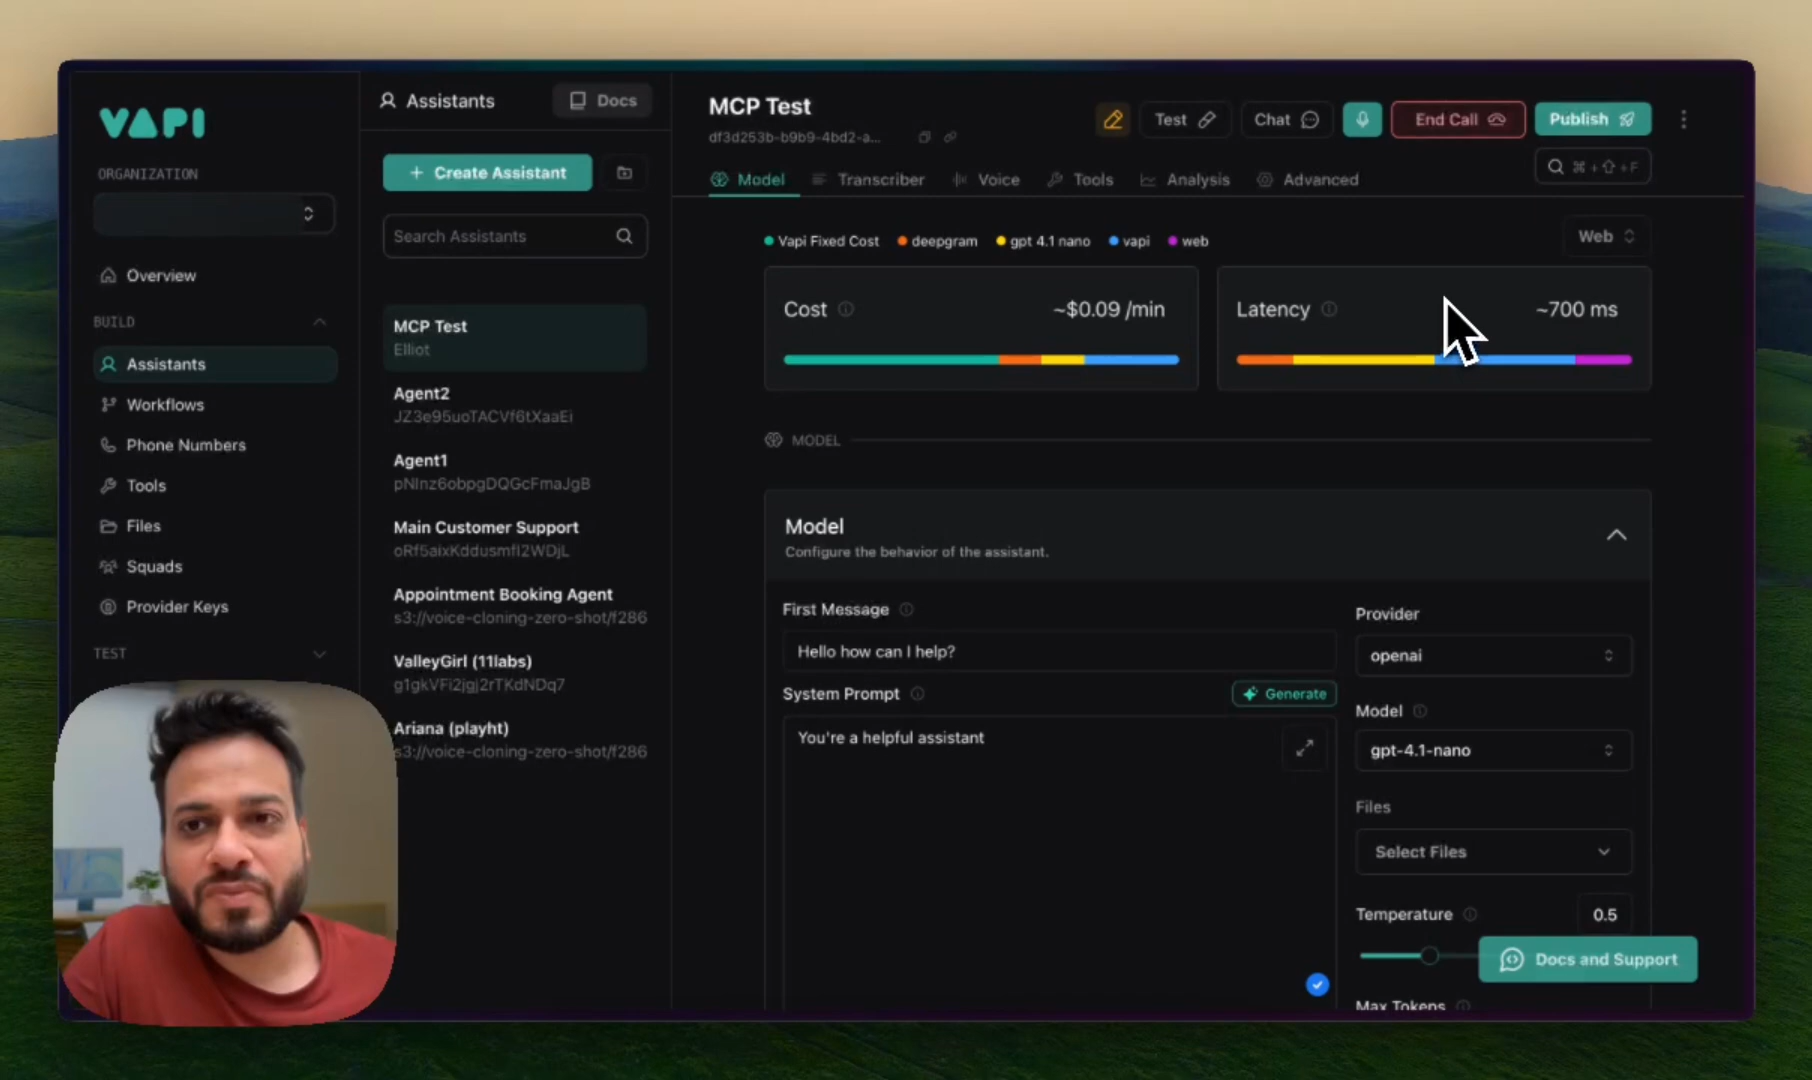 VAPI
ORGANIZATION
Overview
BUILD
Assistants
Workflows
Phone Numbers
Tools
Files
Squads
Provider Keys
TEST
Assistants
Docs
+ Create Assistant
Search Assistants
MCP Test
Elliot
Agent2
JZ3e95uoTACVf6tXaaEi
Agent1
pNInz6obpgDQGcFmaJgB
Main Customer Support
oRf5aixKddusmfI2WDjL
Appointment Booking Agent
s3://voice-cloning-zero-shot/f286
ValleyGirl (11labs)
g1gkVFi2jgj2rTKdNDq7
Ariana (playht)
s3://voice-cloning-zero-shot/f286
MCP Test
df3d253b-b9b9-4bd2-a...
Test
Chat
End Call
Publish
⌘+⇧+F
Model
Transcriber
Voice
Tools
Analysis
Advanced
Vapi Fixed Cost
deepgram
gpt 4.1 nano
vapi
web
Web
Cost
~$0.09 /min
Latency
~700 ms
MODEL
Model
Configure the behavior of the assistant.
First Message
Hello how can I help?
System Prompt
Generate
You're a helpful assistant
Provider
openai
Model
gpt-4.1-nano
Files
Select Files
Temperature
0.5
Docs and Support
Max Tokens